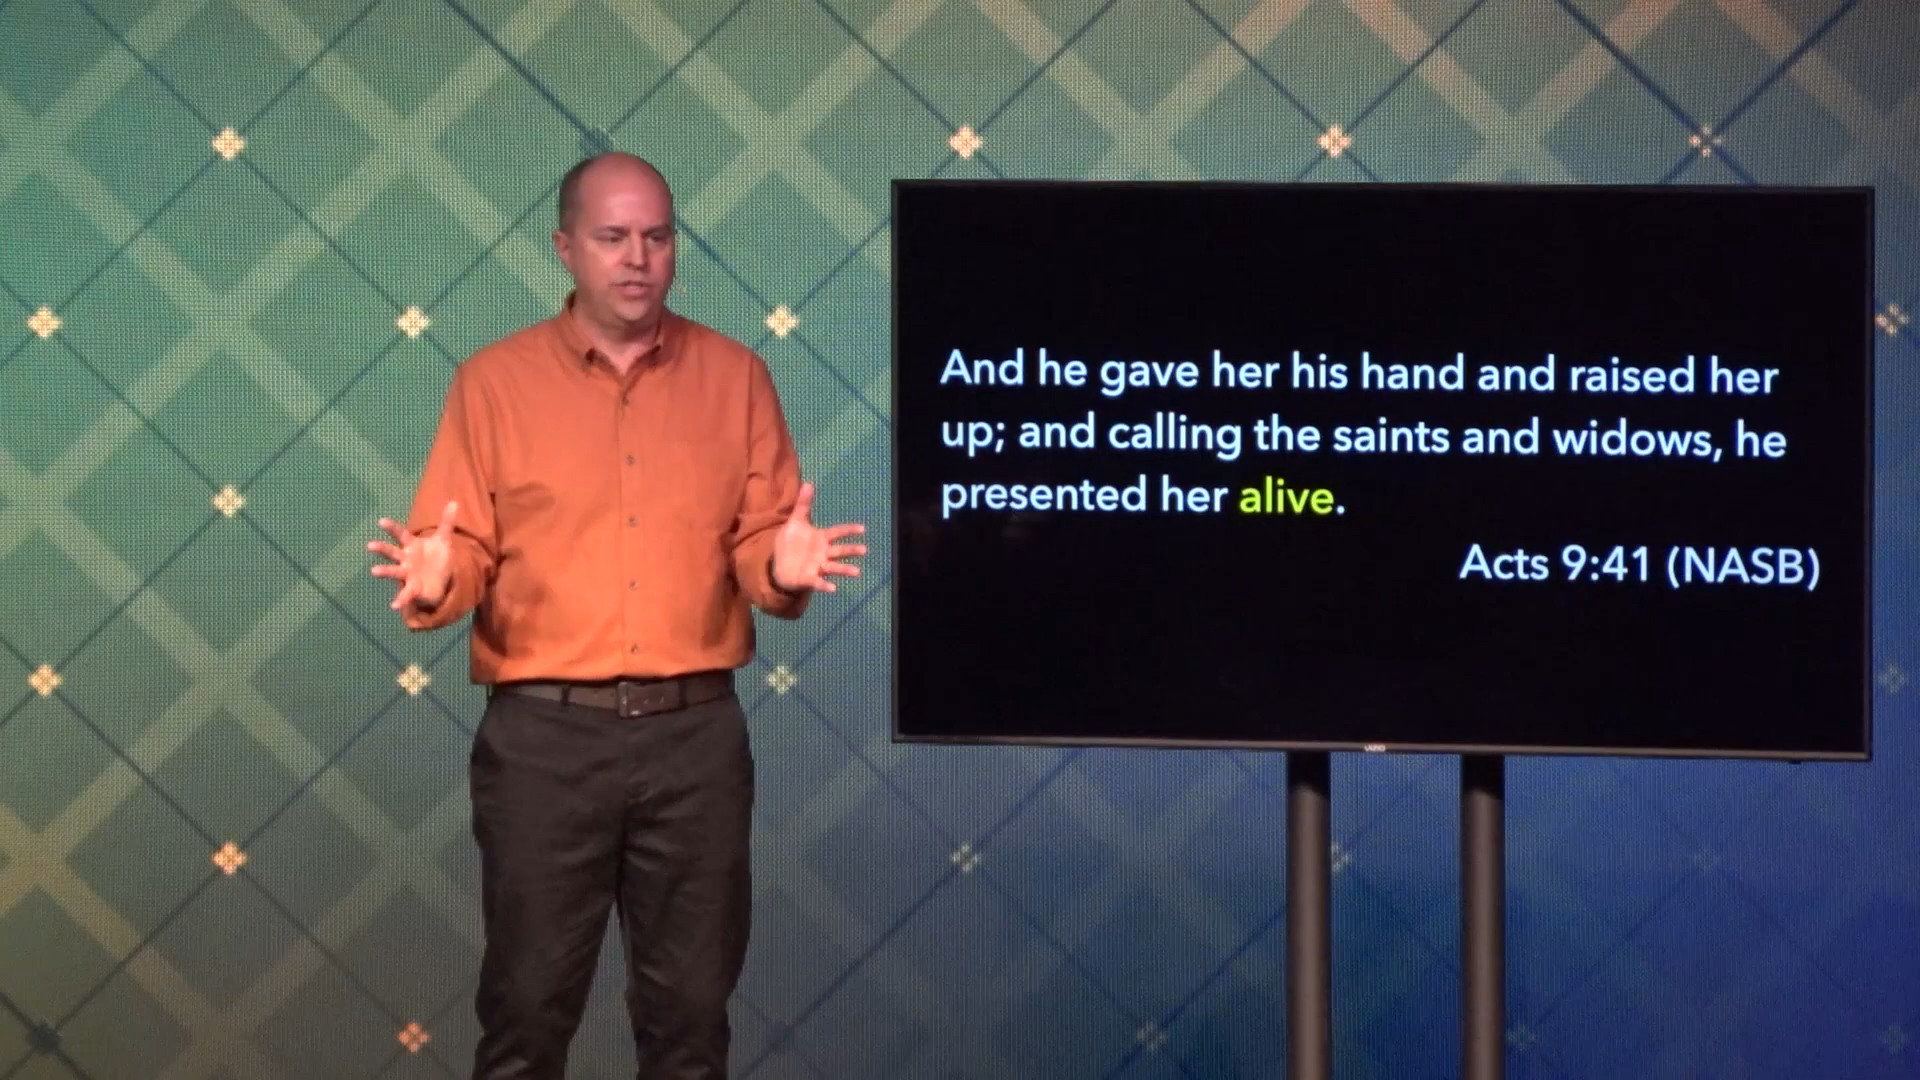 And he gave her his hand and raised her
up; and calling the saints and widows, he
presented her alive.
Acts 9:41 (NASB)